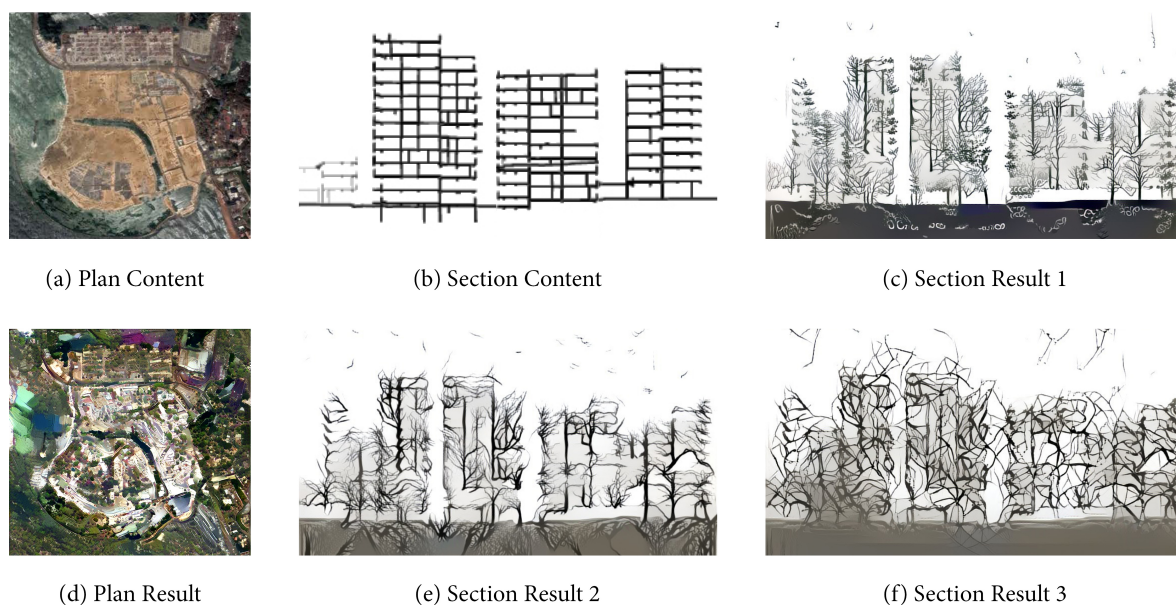 (a) Plan Content
(b) Section Content
(c) Section Result 1
(d) Plan Result
(e) Section Result 2
(f) Section Result 3